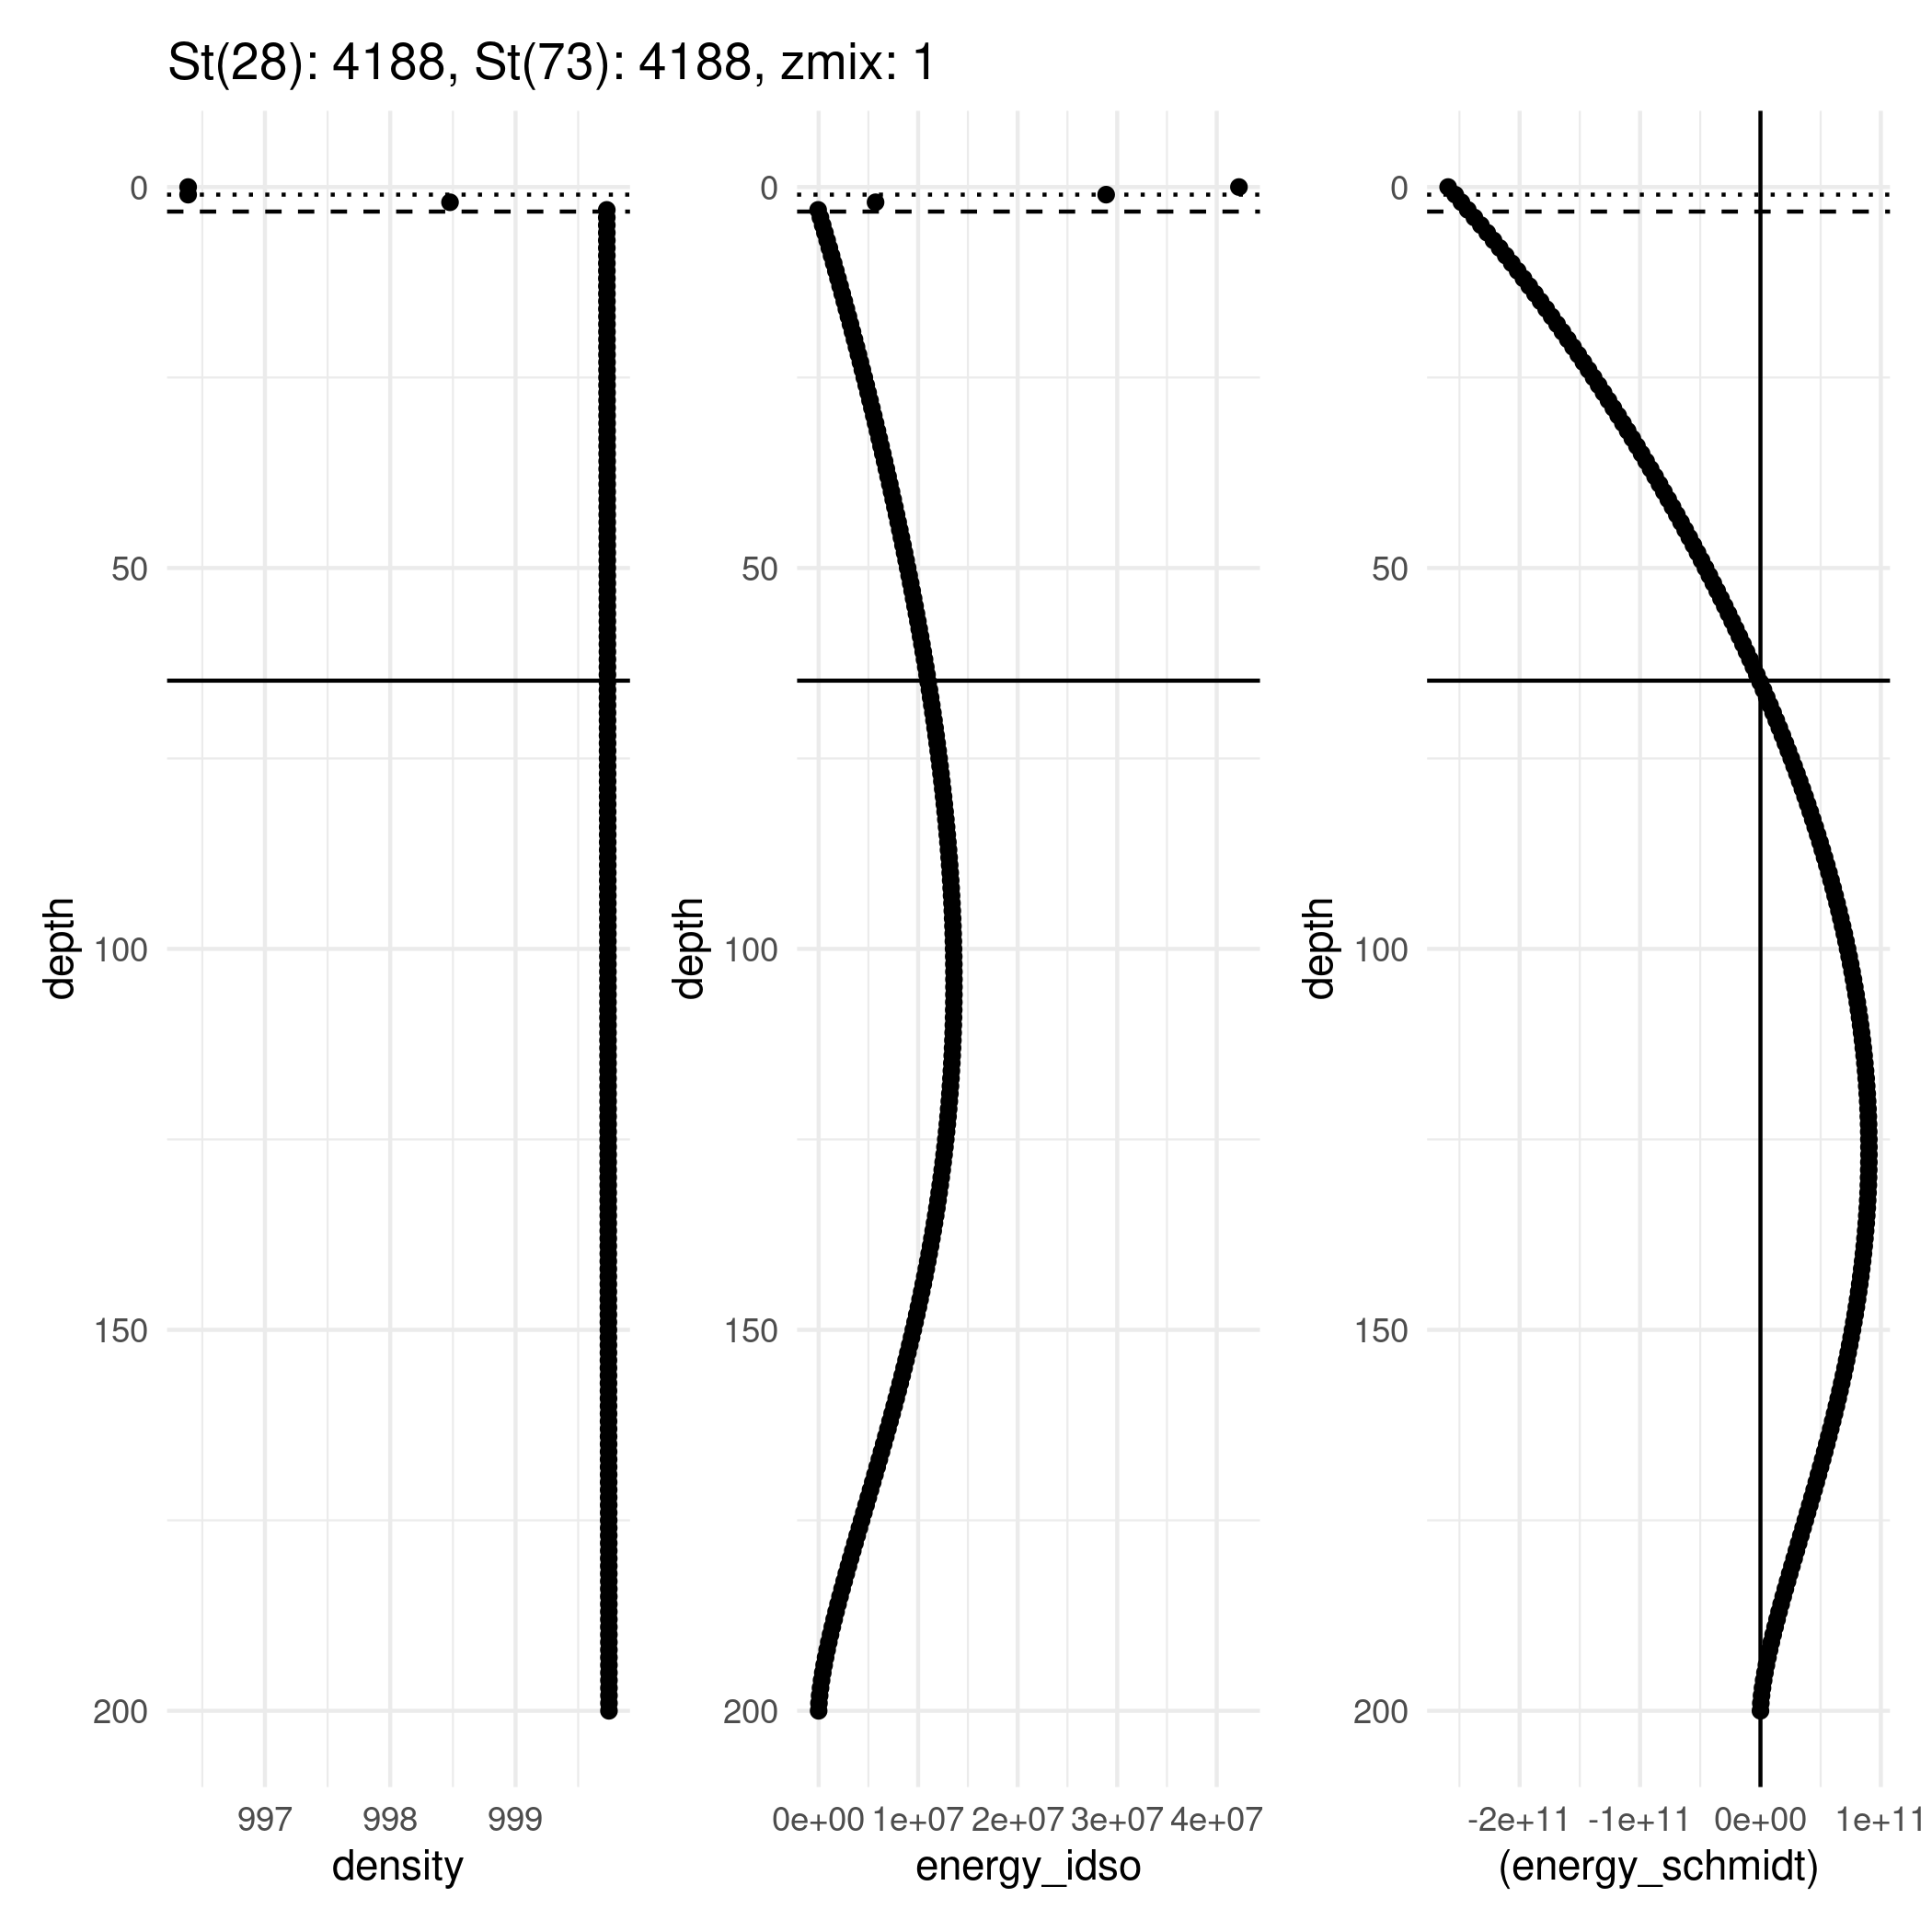 St(28): 4188, St(73): 4188, zmix: 1
0
50
100
150
200
depth
997
998
999
density
0
50
100
150
200
depth
0e+00
1e+07
2e+07
3e+07
4e+07
energy_idso
0
50
100
150
200
depth
-2e+11
-1e+11
0e+00
1e+11
(energy_schmidt)